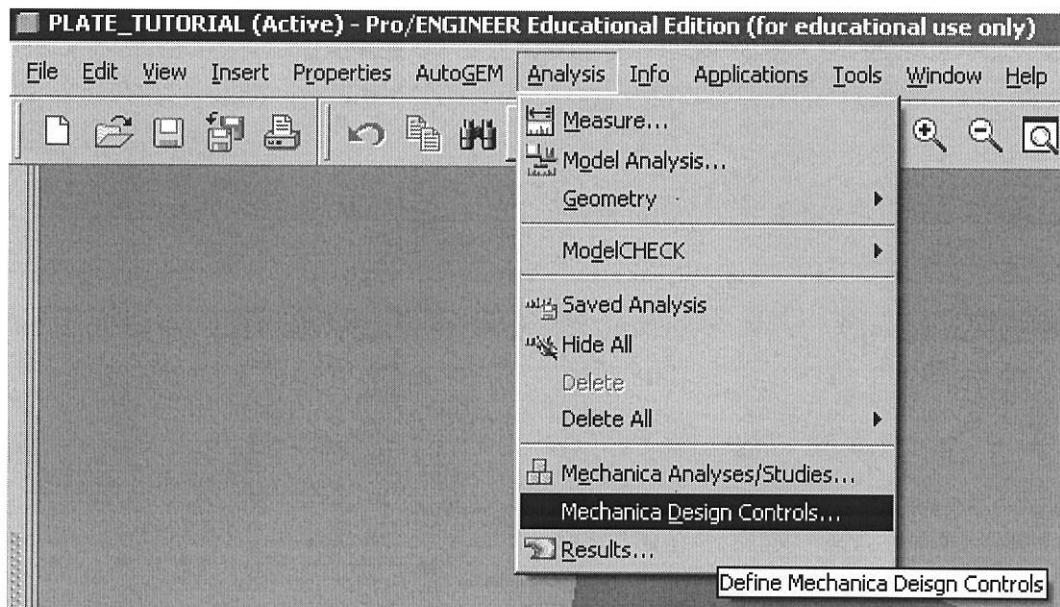 PLATE_TUTORIAL (Active) - Pro/ENGINEER Educational Edition (for educational use only)
File Edit View Insert Properties AutoGEM Analysis Info Applications Tools Window Help
Measure...
Model Analysis...
Geometry
ModelCHECK
Saved Analysis
Hide All
Delete
Delete All
Mechanica Analyses/Studies...
Mechanica Design Controls...
Results...
Define Mechanica Deisgn Controls